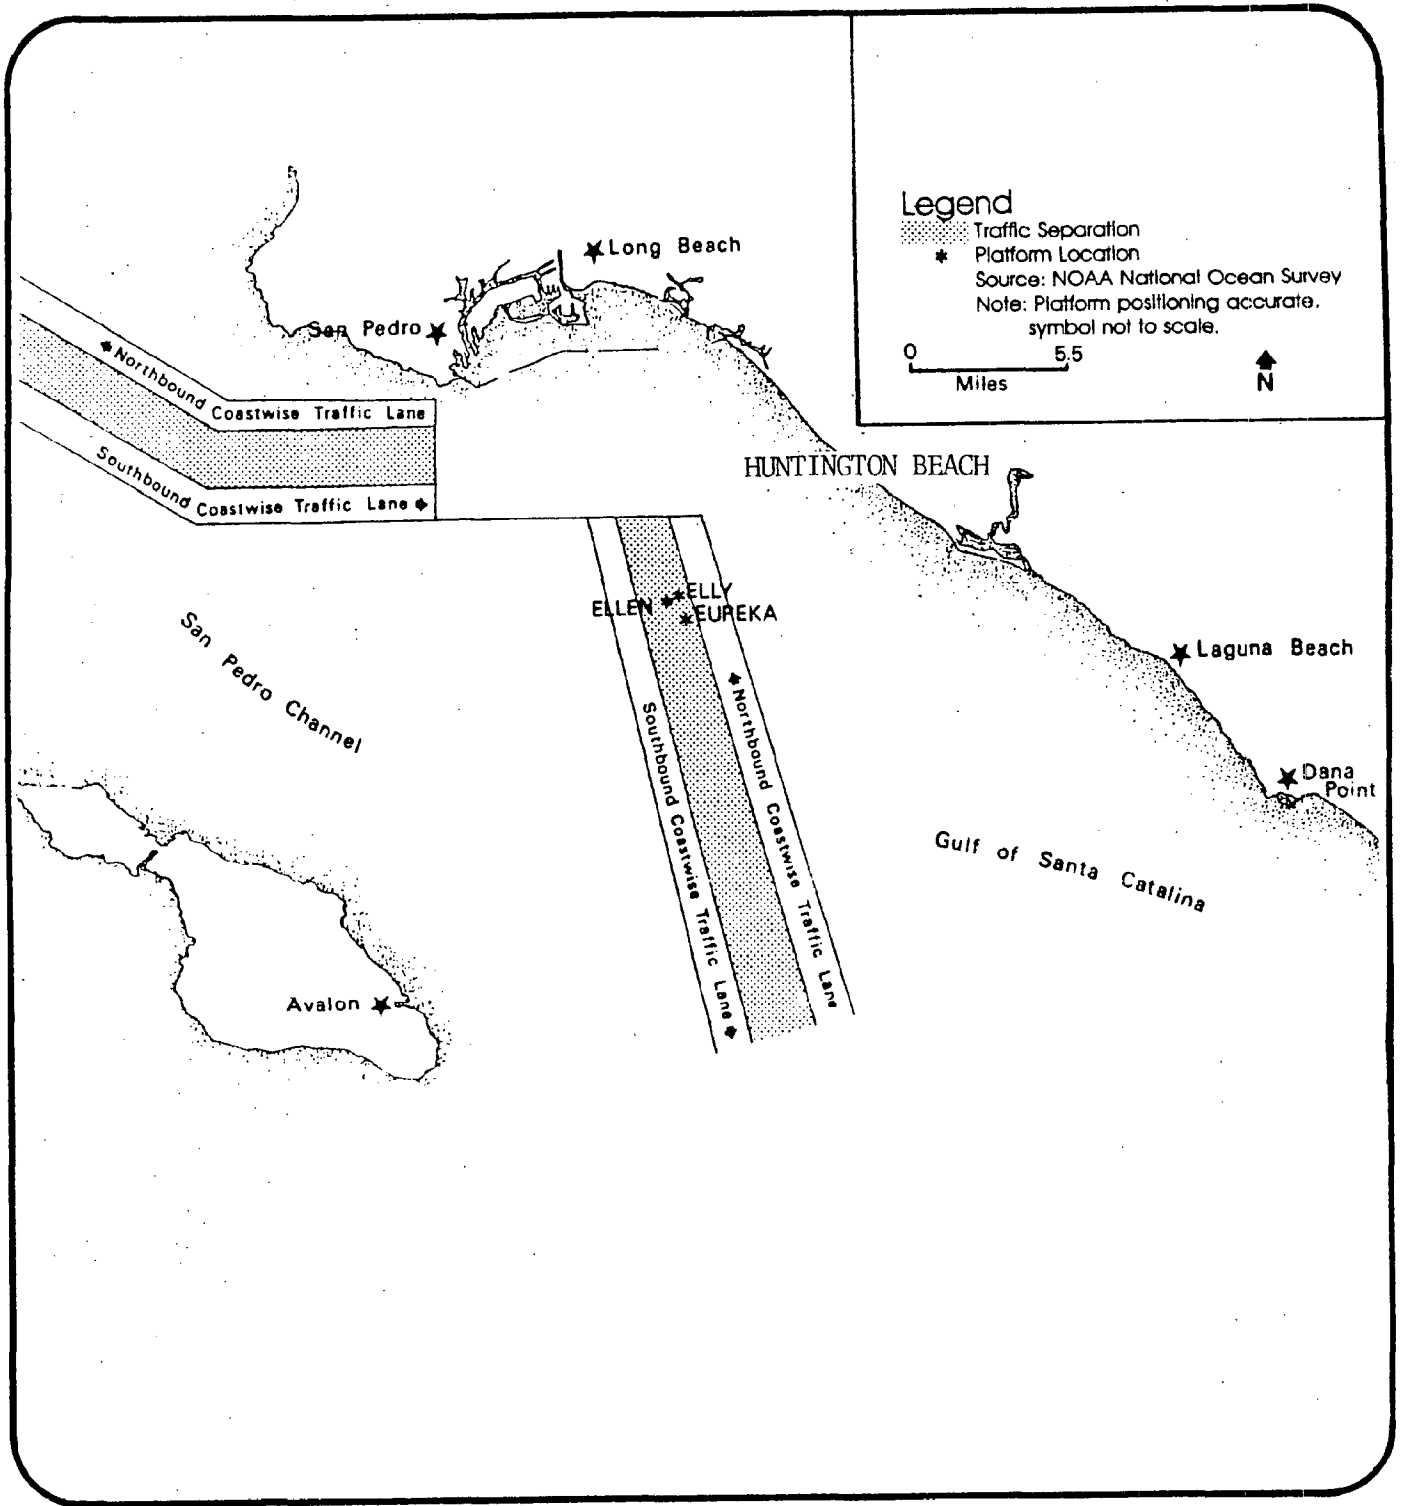 Legend
Traffic Separation
Platform Location
Source: NOAA National Ocean Survey
Note: Platform positioning accurate.
symbol not to scale.
0 5.5
Miles
N
Long Beach
San Pedro
Northbound Coastwise Traffic Lane
Southbound Coastwise Traffic Lane
HUNTINGTON BEACH
ELLY
ELLEN
EUREKA
San Pedro Channel
Laguna Beach
Northbound Coastwise Traffic Lane
Southbound Coastwise Traffic Lane
Dana
Point
Gulf of Santa Catalina
Avalon